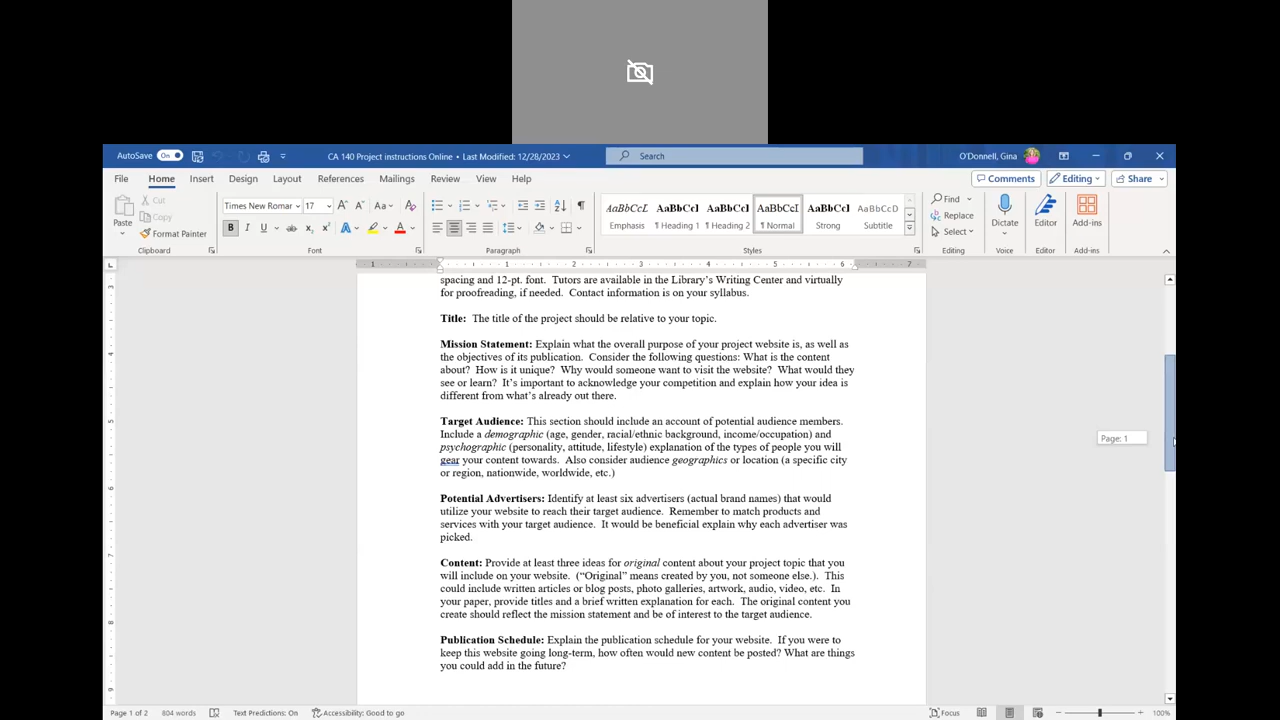 AutoSave On CA 140 Project instructions Online • Last Modified: 12/28/2023 Search O'Donnell, Gina
File Home Insert Design Layout References Mailings Review View Help Comments Editing Share
Paste Cut Copy Format Painter Times New Romar 17 AaBbCcL Emphasis AaBbCcl ¶ Heading 1 AaBbCcl ¶ Heading 2 AaBbCcI ¶ Normal AaBbCcl Strong AaBbCcD Subtitle Find Replace Select Dictate Editor Add-ins
Clipboard Font Paragraph Styles Editing Voice Editor Add-ins
1 1 2 3 4 5 6 7
spacing and 12-pt. font. Tutors are available in the Library's Writing Center and virtually
for proofreading, if needed. Contact information is on your syllabus.
Title: The title of the project should be relative to your topic.
Mission Statement: Explain what the overall purpose of your project website is, as well as
the objectives of its publication. Consider the following questions: What is the content
about? How is it unique? Why would someone want to visit the website? What would they
see or learn? It's important to acknowledge your competition and explain how your idea is
different from what's already out there.
Target Audience: This section should include an account of potential audience members.
Include a demographic (age, gender, racial/ethnic background, income/occupation) and
psychographic (personality, attitude, lifestyle) explanation of the types of people you will
gear your content towards. Also consider audience geographics or location (a specific city
or region, nationwide, worldwide, etc.)
Page: 1
Potential Advertisers: Identify at least six advertisers (actual brand names) that would
utilize your website to reach their target audience. Remember to match products and
services with your target audience. It would be beneficial explain why each advertiser was
picked.
Content: Provide at least three ideas for original content about your project topic that you
will include on your website. ("Original" means created by you, not someone else.). This
could include written articles or blog posts, photo galleries, artwork, audio, video, etc. In
your paper, provide titles and a brief written explanation for each. The original content you
create should reflect the mission statement and be of interest to the target audience.
Publication Schedule: Explain the publication schedule for your website. If you were to
keep this website going long-term, how often would new content be posted? What are things
you could add in the future?
Page 1 of 2 804 words Text Predictions: On Accessibility: Good to go Focus 100%